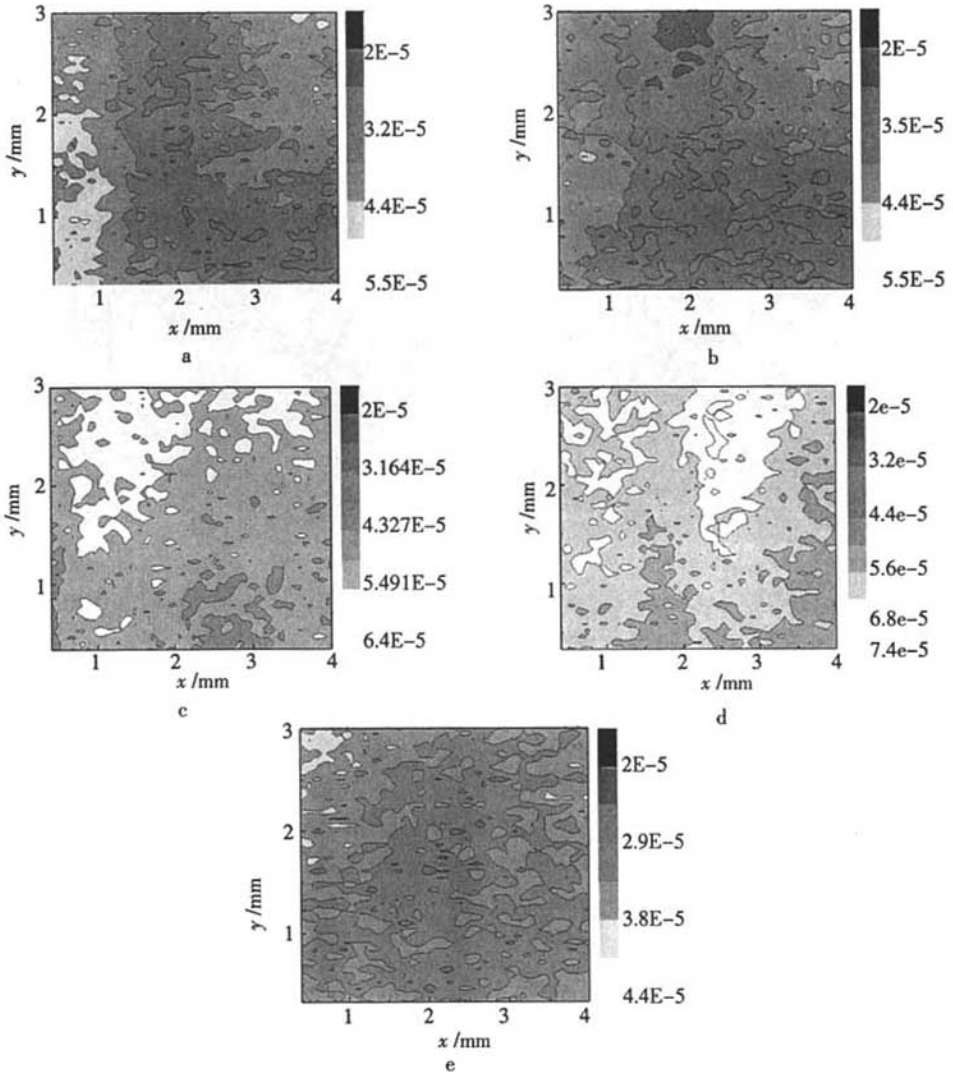 3
2
1
y /mm
1 2 3 4
x /mm
2E-5
3.2E-5
4.4E-5
5.5E-5
a
3
2
1
y /mm
1 2 3 4
x /mm
2E-5
3.5E-5
4.4E-5
5.5E-5
b
3
2
1
y /mm
1 2 3 4
x /mm
2E-5
3.164E-5
4.327E-5
5.491E-5
6.4E-5
c
3
2
1
y /mm
1 2 3 4
x /mm
2e-5
3.2e-5
4.4e-5
5.6e-5
6.8e-5
7.4e-5
d
3
2
1
y /mm
1 2 3 4
x /mm
2E-5
2.9E-5
3.8E-5
4.4E-5
e